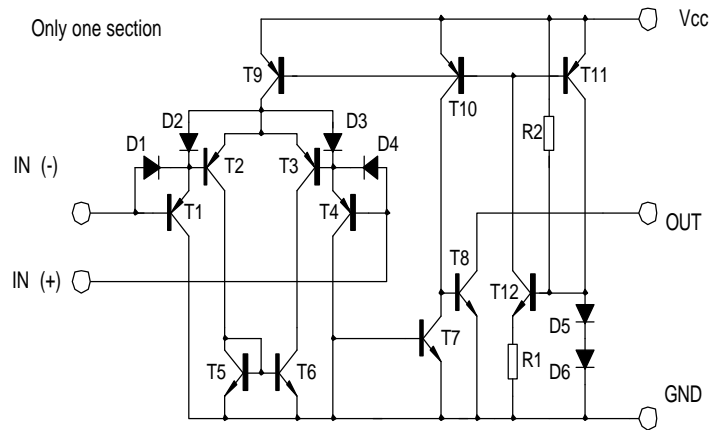 Only one section
Vcc
T9
T10
T11
D2
D3
D1
D4
R2
IN (-)
T2
T3
T1
T4
OUT
T8
IN (+)
T12
D5
T7
T5
T6
R1
D6
GND